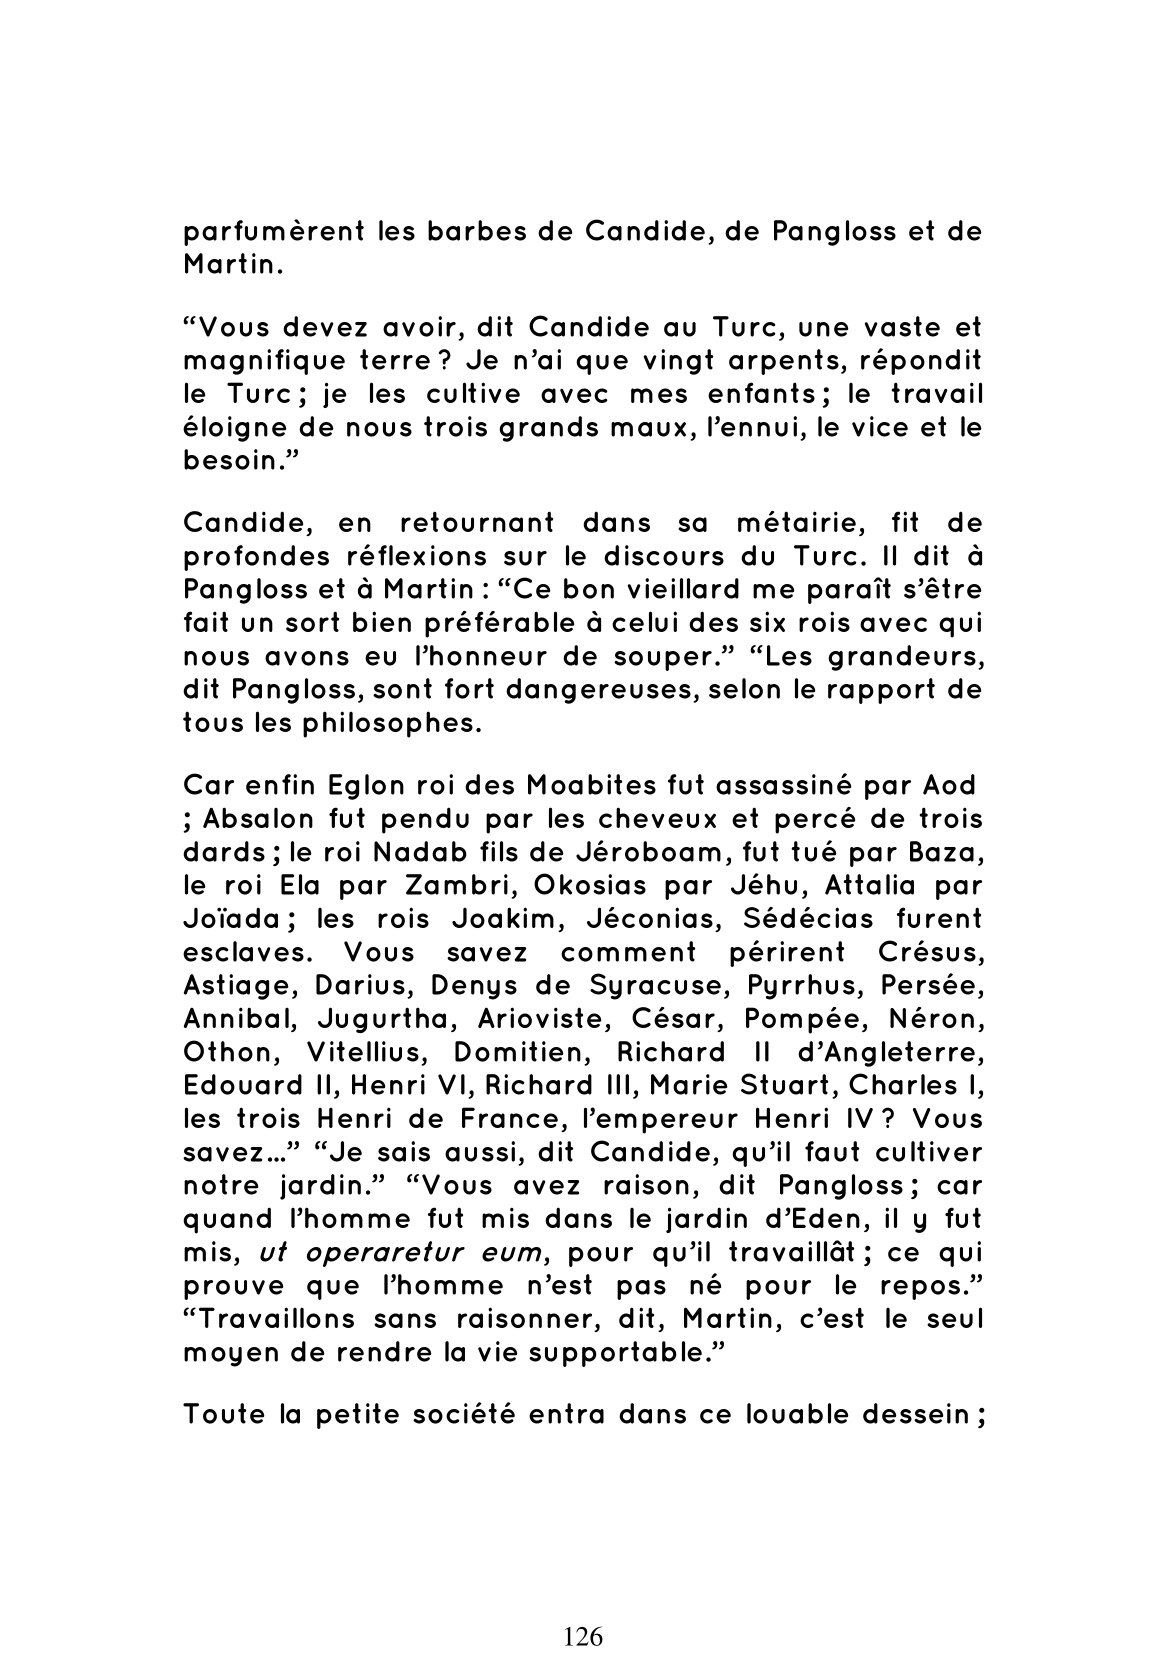 parfumèrent les barbes de Candide, de Pangloss et de
Martin.
“Vous devez avoir, dit Candide au Turc, une vaste et
magnifique terre ? Je n’ai que vingt arpents, répondit
le Turc ; je les cultive avec mes enfants ; le travail
éloigne de nous trois grands maux, l’ennui, le vice et le
besoin.”
Candide, en retournant dans sa métairie, fit de
profondes réflexions sur le discours du Turc. Il dit à
Pangloss et à Martin : “Ce bon vieillard me paraît s’être
fait un sort bien préférable à celui des six rois avec qui
nous avons eu l’honneur de souper.” “Les grandeurs,
dit Pangloss, sont fort dangereuses, selon le rapport de
tous les philosophes.
Car enfin Eglon roi des Moabites fut assassiné par Aod
; Absalon fut pendu par les cheveux et percé de trois
dards ; le roi Nadab fils de Jéroboam, fut tué par Baza,
le roi Ela par Zambri, Okosias par Jéhu, Attalia par
Joïada ; les rois Joakim, Jéconias, Sédécias furent
esclaves. Vous savez comment périrent Crésus,
Astiage, Darius, Denys de Syracuse, Pyrrhus, Persée,
Annibal, Jugurtha, Arioviste, César, Pompée, Néron,
Othon, Vitellius, Domitien, Richard II d’Angleterre,
Edouard II, Henri VI, Richard III, Marie Stuart, Charles I,
les trois Henri de France, l’empereur Henri IV ? Vous
savez…” “Je sais aussi, dit Candide, qu’il faut cultiver
notre jardin.” “Vous avez raison, dit Pangloss ; car
quand l’homme fut mis dans le jardin d’Eden, il y fut
mis, ut operaretur eum, pour qu’il travaillât ; ce qui
prouve que l’homme n’est pas né pour le repos.”
“Travaillons sans raisonner, dit, Martin, c’est le seul
moyen de rendre la vie supportable.”
Toute la petite société entra dans ce louable dessein ;
126